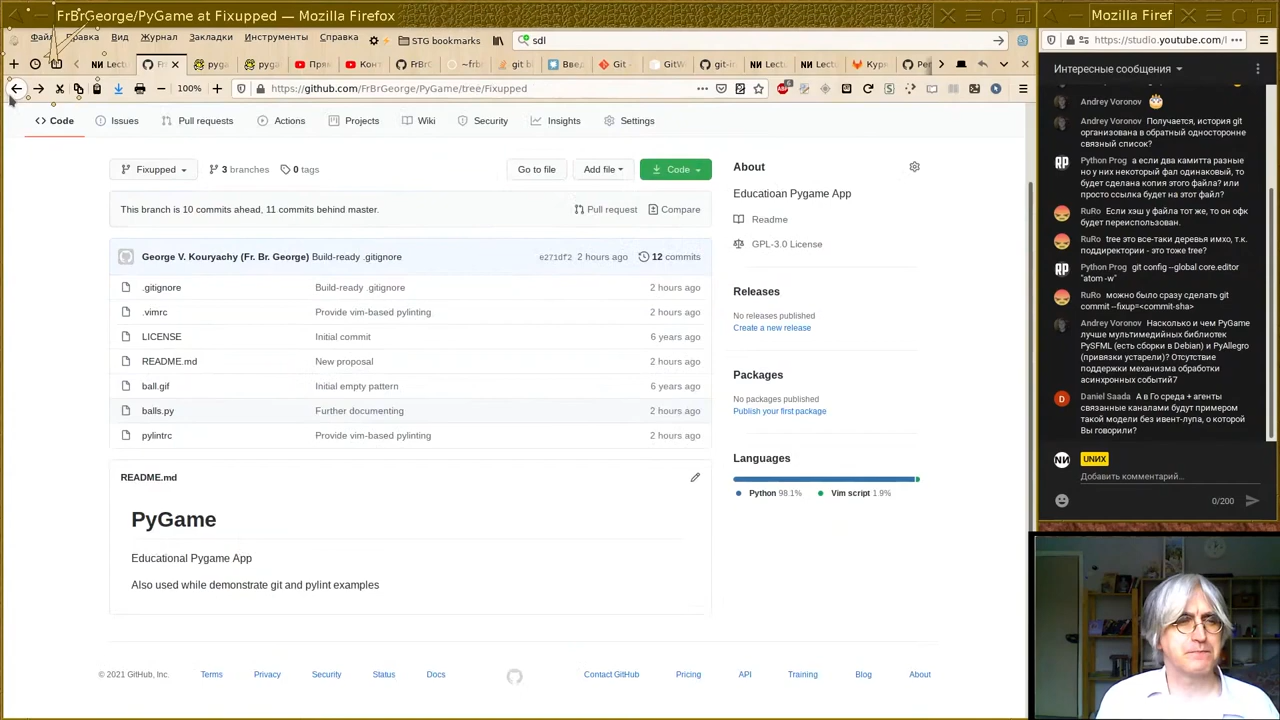 FrBrGeorge/PyGame at Fixupped — Mozilla Firefox
Файл Правка Вид Журнал Закладки Инструменты Справка
STG bookmarks
sdl
100%
https://github.com/FrBrGeorge/PyGame/tree/Fixupped
Code
Issues
Pull requests
Actions
Projects
Wiki
Security
Insights
Settings
Fixupped
3 branches
0 tags
Go to file
Add file
Code
This branch is 10 commits ahead, 11 commits behind master.
Pull request
Compare
George V. Kouryachy (Fr. Br. George) Build-ready .gitignore
e271df2 2 hours ago
12 commits
.gitignore Build-ready .gitignore 2 hours ago
.vimrc Provide vim-based pylinting 2 hours ago
LICENSE Initial commit 6 years ago
README.md New proposal 2 hours ago
ball.gif Initial empty pattern 6 years ago
balls.py Further documenting 2 hours ago
pylintrc Provide vim-based pylinting 2 hours ago
README.md
PyGame
Educational Pygame App
Also used while demonstrate git and pylint examples
About
Educatioan Pygame App
Readme
GPL-3.0 License
Releases
No releases published
Create a new release
Packages
No packages published
Publish your first package
Languages
Python 98.1%
Vim script 1.9%
© 2021 GitHub, Inc.
Terms
Privacy
Security
Status
Docs
Contact GitHub
Pricing
API
Training
Blog
About
Mozilla Firef
https://studio.youtube.com/l
Интересные сообщения
Andrey Voronov
Andrey Voronov Получается, история git
организована в обратный односторонне
связный список?
Python Prog а если два камитта разные
но у них некоторый фал одинаковый, то
будет сделана копия этого файла? или
просто ссылка будет на этот файл?
RuRo Если хэш у файла тот же, то он офк
будет переиспользован.
RuRo tree это все-таки деревья имхо, т.к.
поддиректории - это тоже tree?
Python Prog git config --global core.editor
"atom -w"
RuRo можно было сразу сделать git
commit --fixup=<commit-sha>
Andrey Voronov Насколько и чем PyGame
лучше мультимедийных библиотек
PySFML (есть сборки в Debian) и PyAllegro
(привязки устарели)? Отсутствие
поддержки механизма обработки
асинхронных событий7
Daniel Saada А в Го среда + агенты
связанные каналами будут примером
такой модели без ивент-лупа, о которой
Вы говорили?
UNИX
Добавить комментарий...
0/200